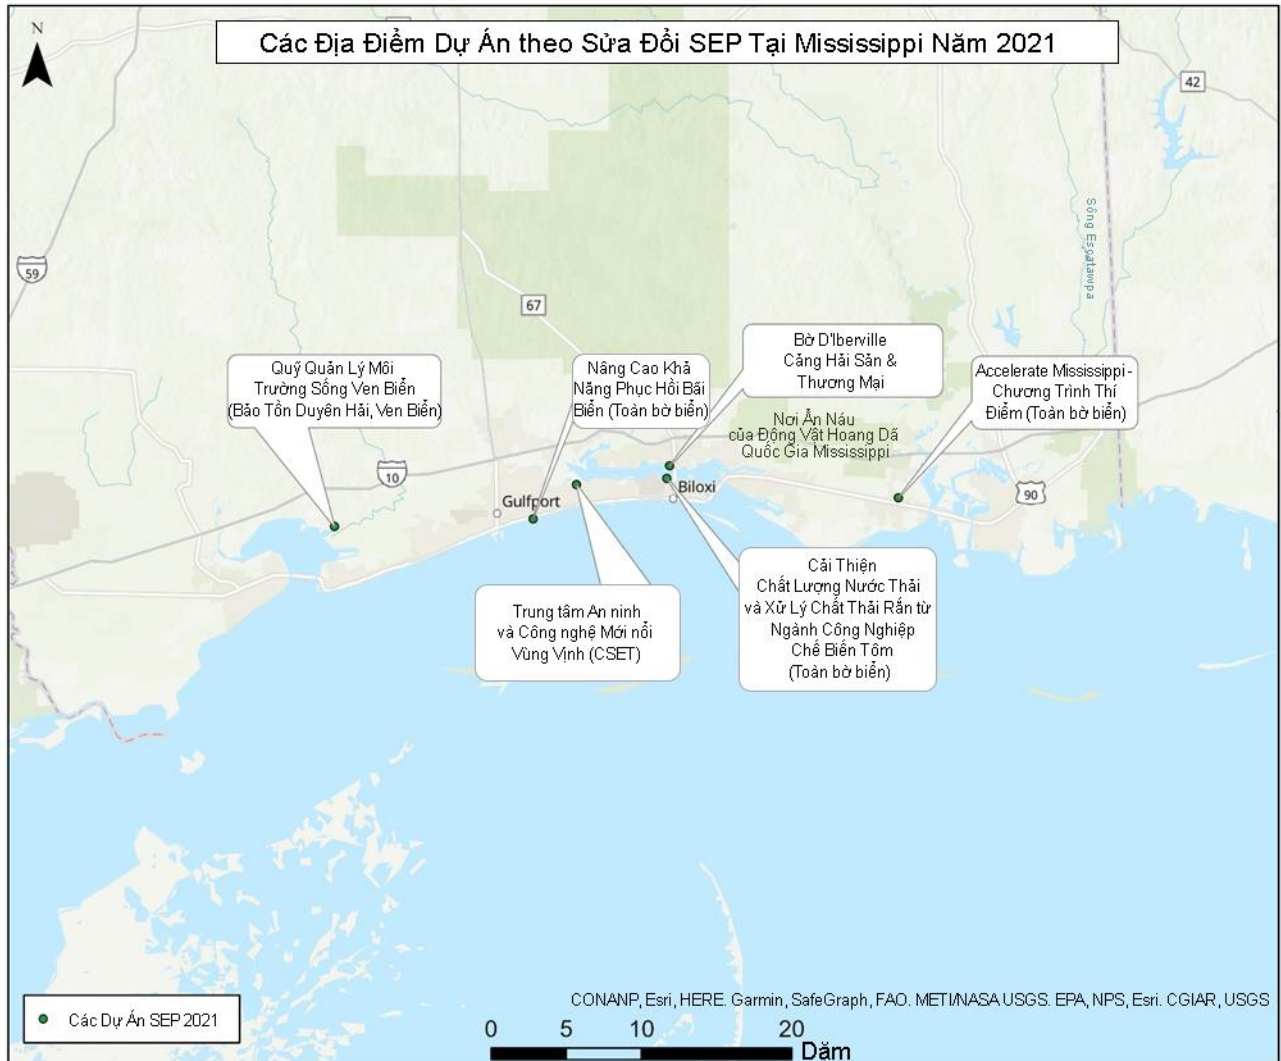 N
Các Địa Điểm Dự Án theo Sửa Đổi SEP Tại Mississippi Năm 2021
42
Sông Escatawpa
59
67
Quỹ Quản Lý Môi
Trường Sống Ven Biển
(Bảo Tồn Duyên Hải, Ven Biển)
Nâng Cao Khả
Năng Phục Hồi Bãi
Biển (Toàn bờ biển)
Bờ D'Iberville
Cảng Hải Sản &
Thương Mại
Accelerate Mississippi -
Chương Trình Thí
Điểm (Toàn bờ biển)
Nơi Ẩn Náu
của Động Vật Hoang Dã
Quốc Gia Mississippi
10
Gulfport
Biloxi
90
Trung tâm An ninh
và Công nghệ Mới nổi
Vùng Vịnh (CSET)
Cải Thiện
Chất Lượng Nước Thải
và Xử Lý Chất Thải Rắn từ
Ngành Công Nghiệp
Chế Biến Tôm
(Toàn bờ biển)
Các Dự Án SEP 2021
CONANP, Esri, HERE. Garmin, SafeGraph, FAO. METI/NASA USGS. EPA, NPS, Esri. CGIAR, USGS
0 5 10 20
Dặm